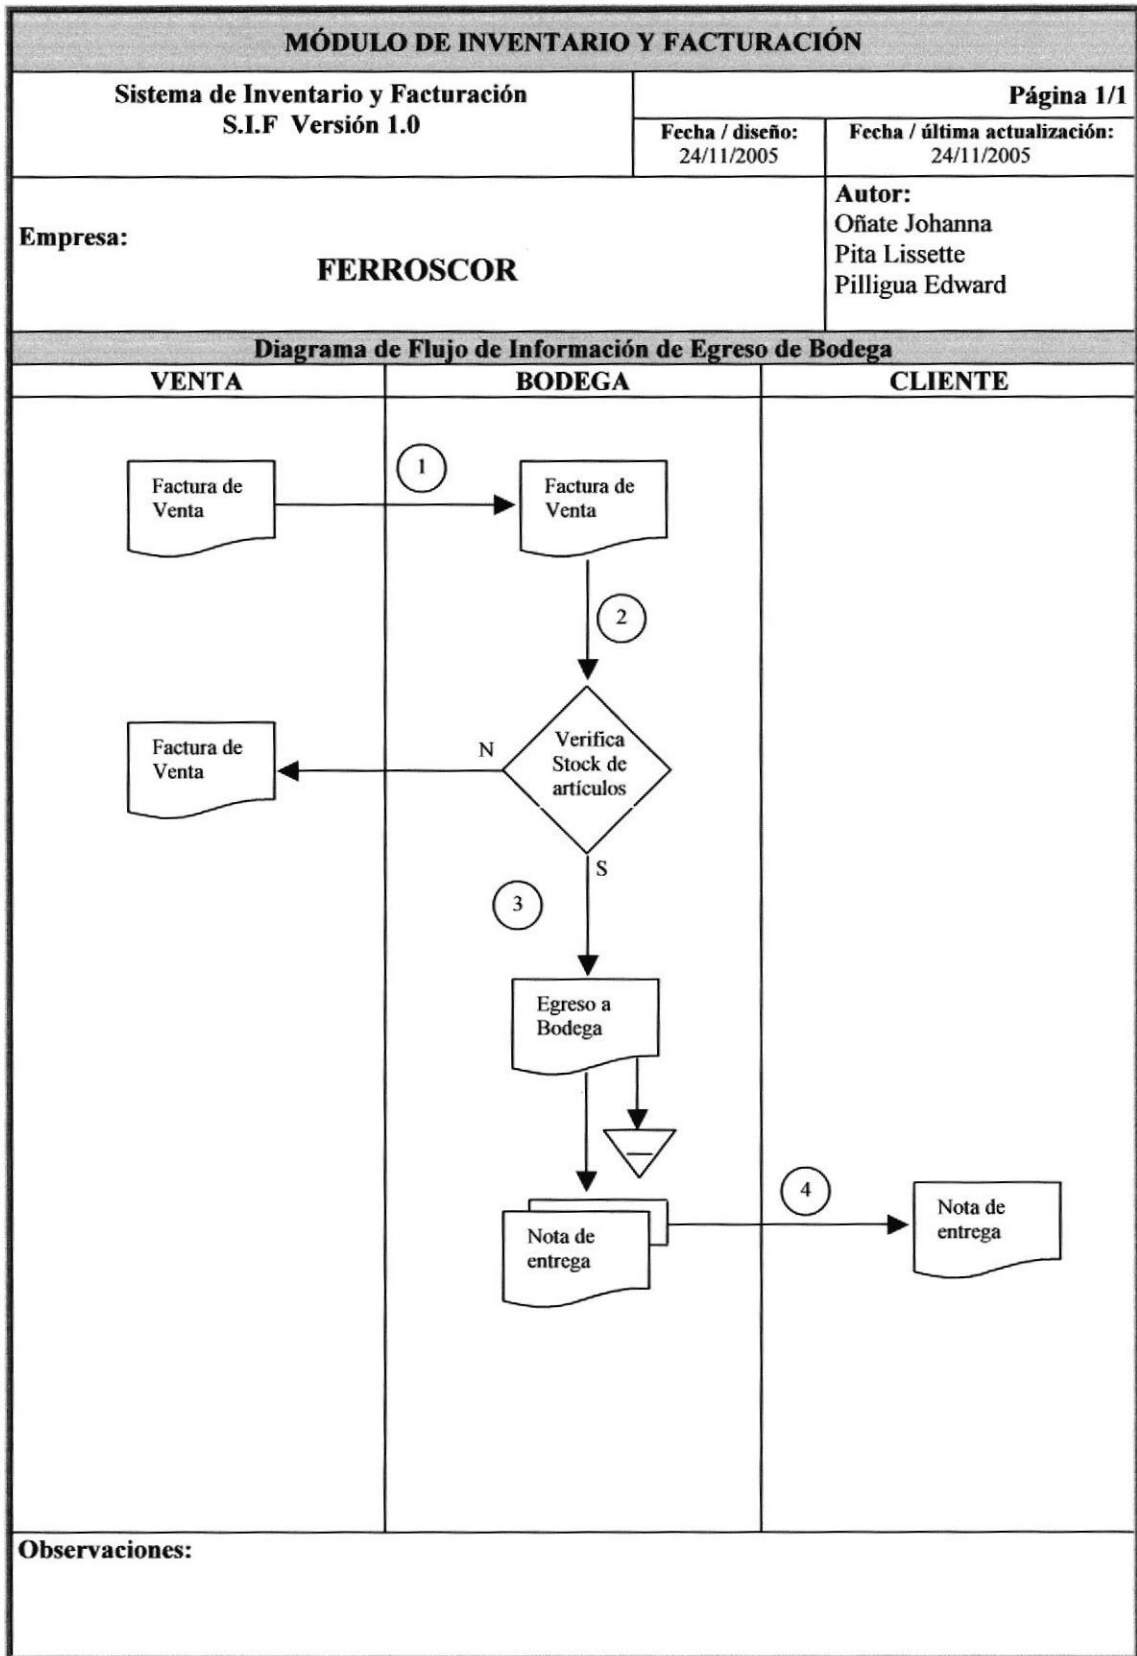 MÓDULO DE INVENTARIO Y FACTURACIÓN
Sistema de Inventario y Facturación
S.I.F Versión 1.0
Página 1/1
Fecha / diseño:
24/11/2005
Fecha / última actualización:
24/11/2005
Empresa:
FERROSCOR
Autor:
Oñate Johanna
Pita Lissette
Pilligua Edward
Diagrama de Flujo de Información de Egreso de Bodega
VENTA
BODEGA
CLIENTE
Factura de
Venta
1
Factura de
Venta
2
Factura de
Venta
N
Verifica
Stock de
artículos
S
3
Egreso a
Bodega
Nota de
entrega
4
Nota de
entrega
Observaciones: